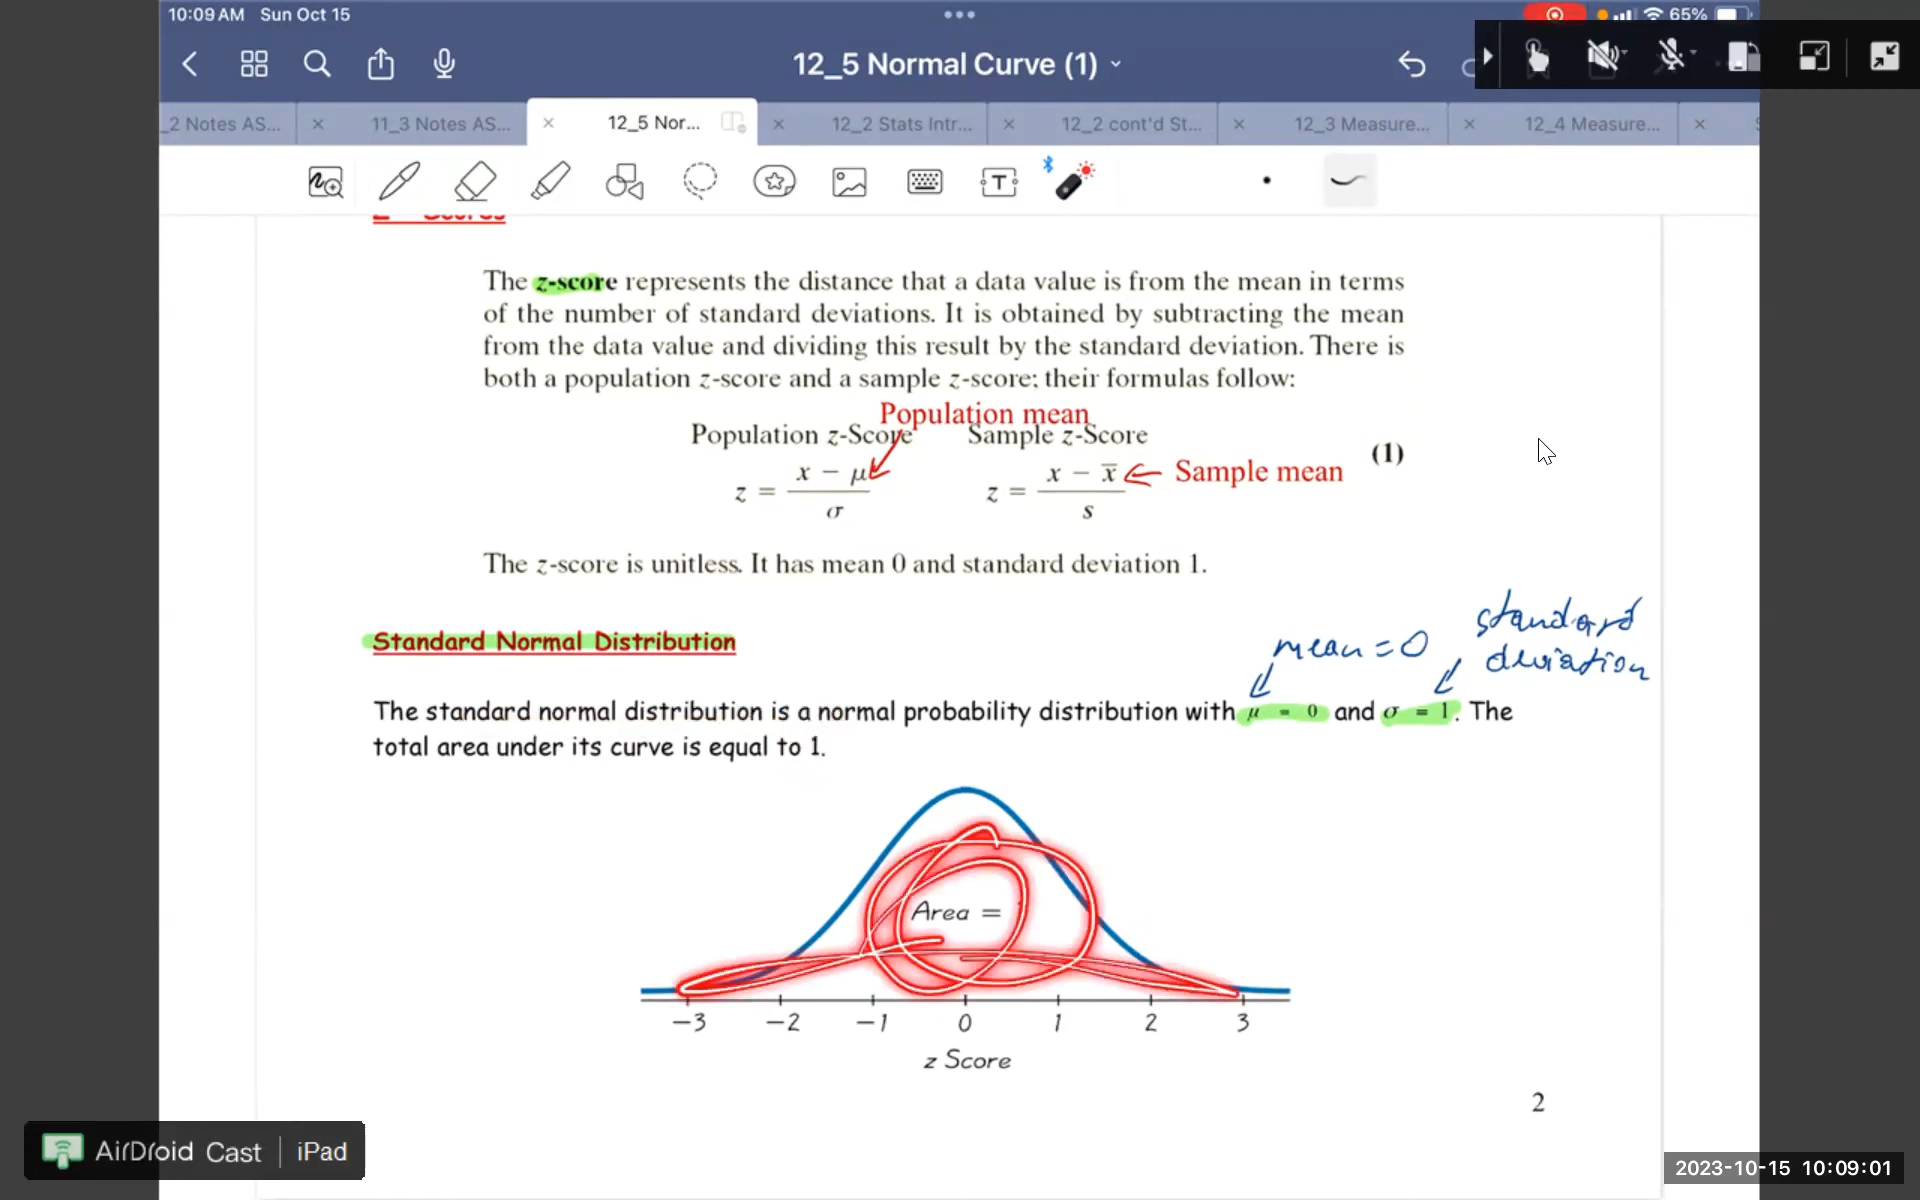 10:09 AM Sun Oct 15
65%
12_5 Normal Curve (1)
_2 Notes AS...
11_3 Notes AS...
12_5 Nor...
12_2 Stats Intr...
12_2 cont'd St...
12_3 Measure...
12_4 Measure...
The z-score represents the distance that a data value is from the mean in terms
of the number of standard deviations. It is obtained by subtracting the mean
from the data value and dividing this result by the standard deviation. There is
both a population z-score and a sample z-score; their formulas follow:
Population mean
Population z-Score Sample z-Score
z = x − μ / σ z = x − x̄ / s (1)
Sample mean
The z-score is unitless. It has mean 0 and standard deviation 1.
Standard Normal Distribution
mean = 0
standard
deviation
The standard normal distribution is a normal probability distribution with μ = 0 and σ = 1. The
total area under its curve is equal to 1.
Area =
−3 −2 −1 0 1 2 3
z Score
2
AirDroid Cast | iPad
2023-10-15 10:09:01